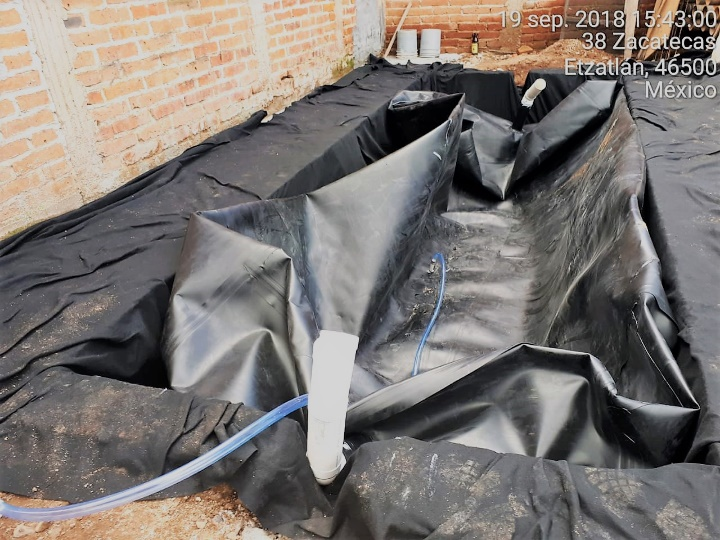 19 sep. 2018 15:43:00
38 Zacatecas
Etzatlán, 46500
México